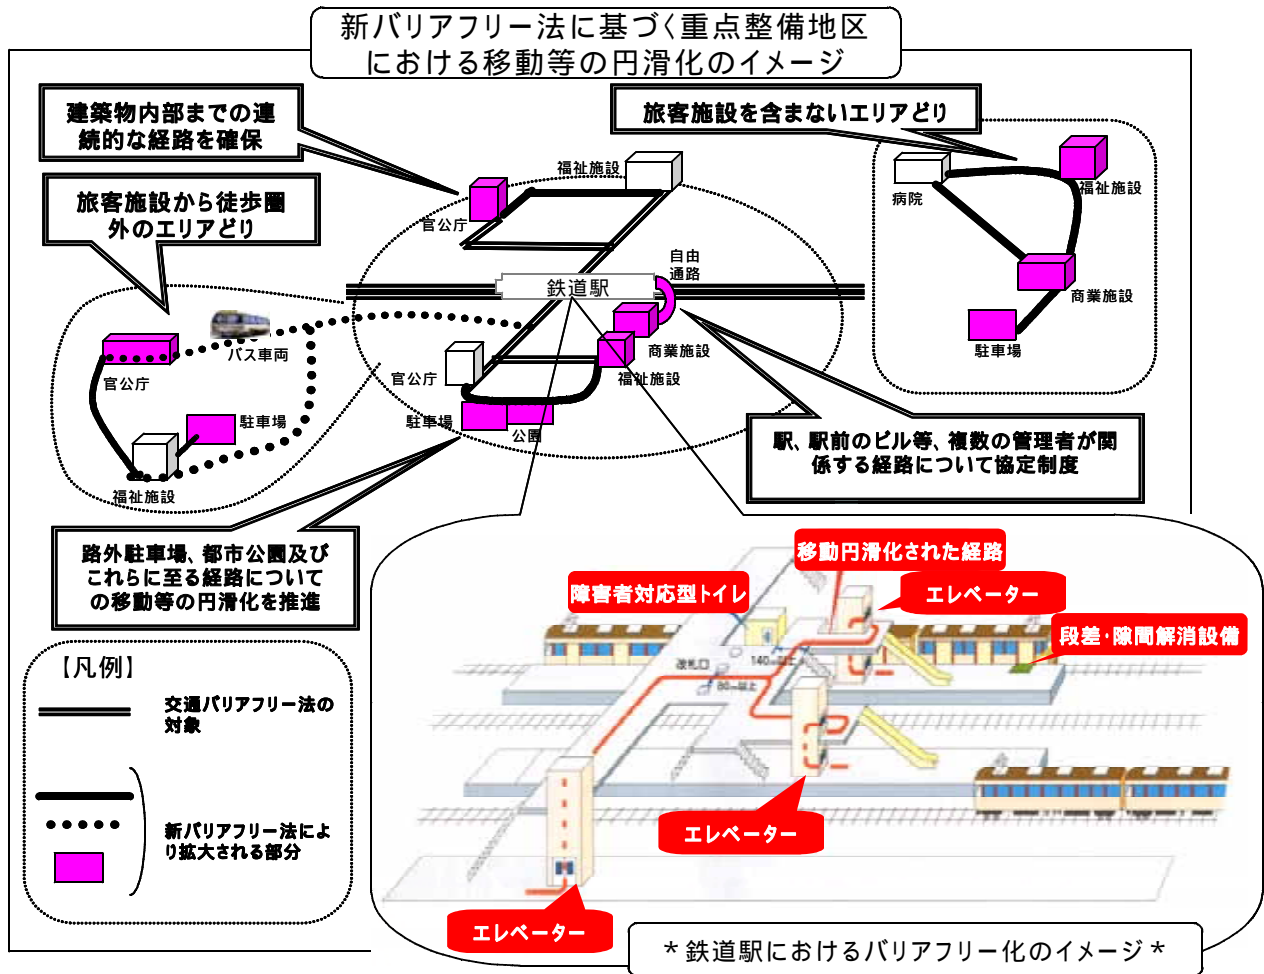 新バリアフリー法に基づく重点整備地区
における移動等の円滑化のイメージ
建築物内部までの連
続的な経路を確保
旅客施設を含まないエリアどり
旅客施設から徒歩圏
外のエリアどり
福祉施設
官公庁
自由
通路
鉄道駅
病院
福祉施設
商業施設
駐車場
バス車両
官公庁
駐車場
福祉施設
商業施設
福祉施設
官公庁
駐車場
公園
駅、駅前のビル等、複数の管理者が関
係する経路について協定制度
路外駐車場、都市公園及び
これらに至る経路について
の移動等の円滑化を推進
【凡例】
交通バリアフリー法の
対象
新バリアフリー法によ
り拡大される部分
移動円滑化された経路
障害者対応型トイレ
エレベーター
段差・隙間解消設備
改札口
140cm以上
80cm以上
エレベーター
エレベーター
*鉄道駅におけるバリアフリー化のイメージ*